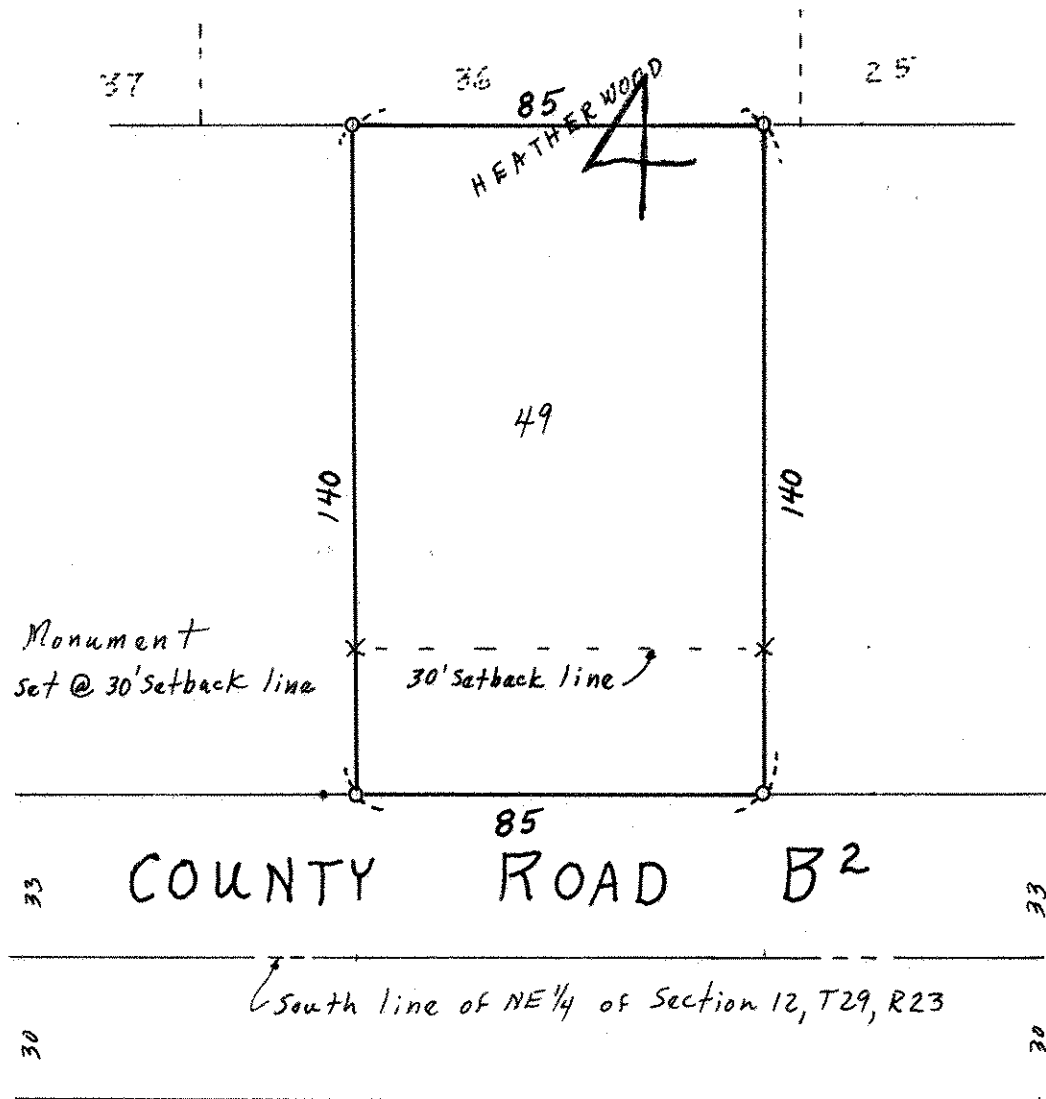 37 36 25
85
HEATHERWOOD
4
49
140 140
Monument
set @ 30' setback line
30' setback line
85
33 COUNTY ROAD B2 33
South line of NE 1/4 of Section 12, T29, R23
30 30